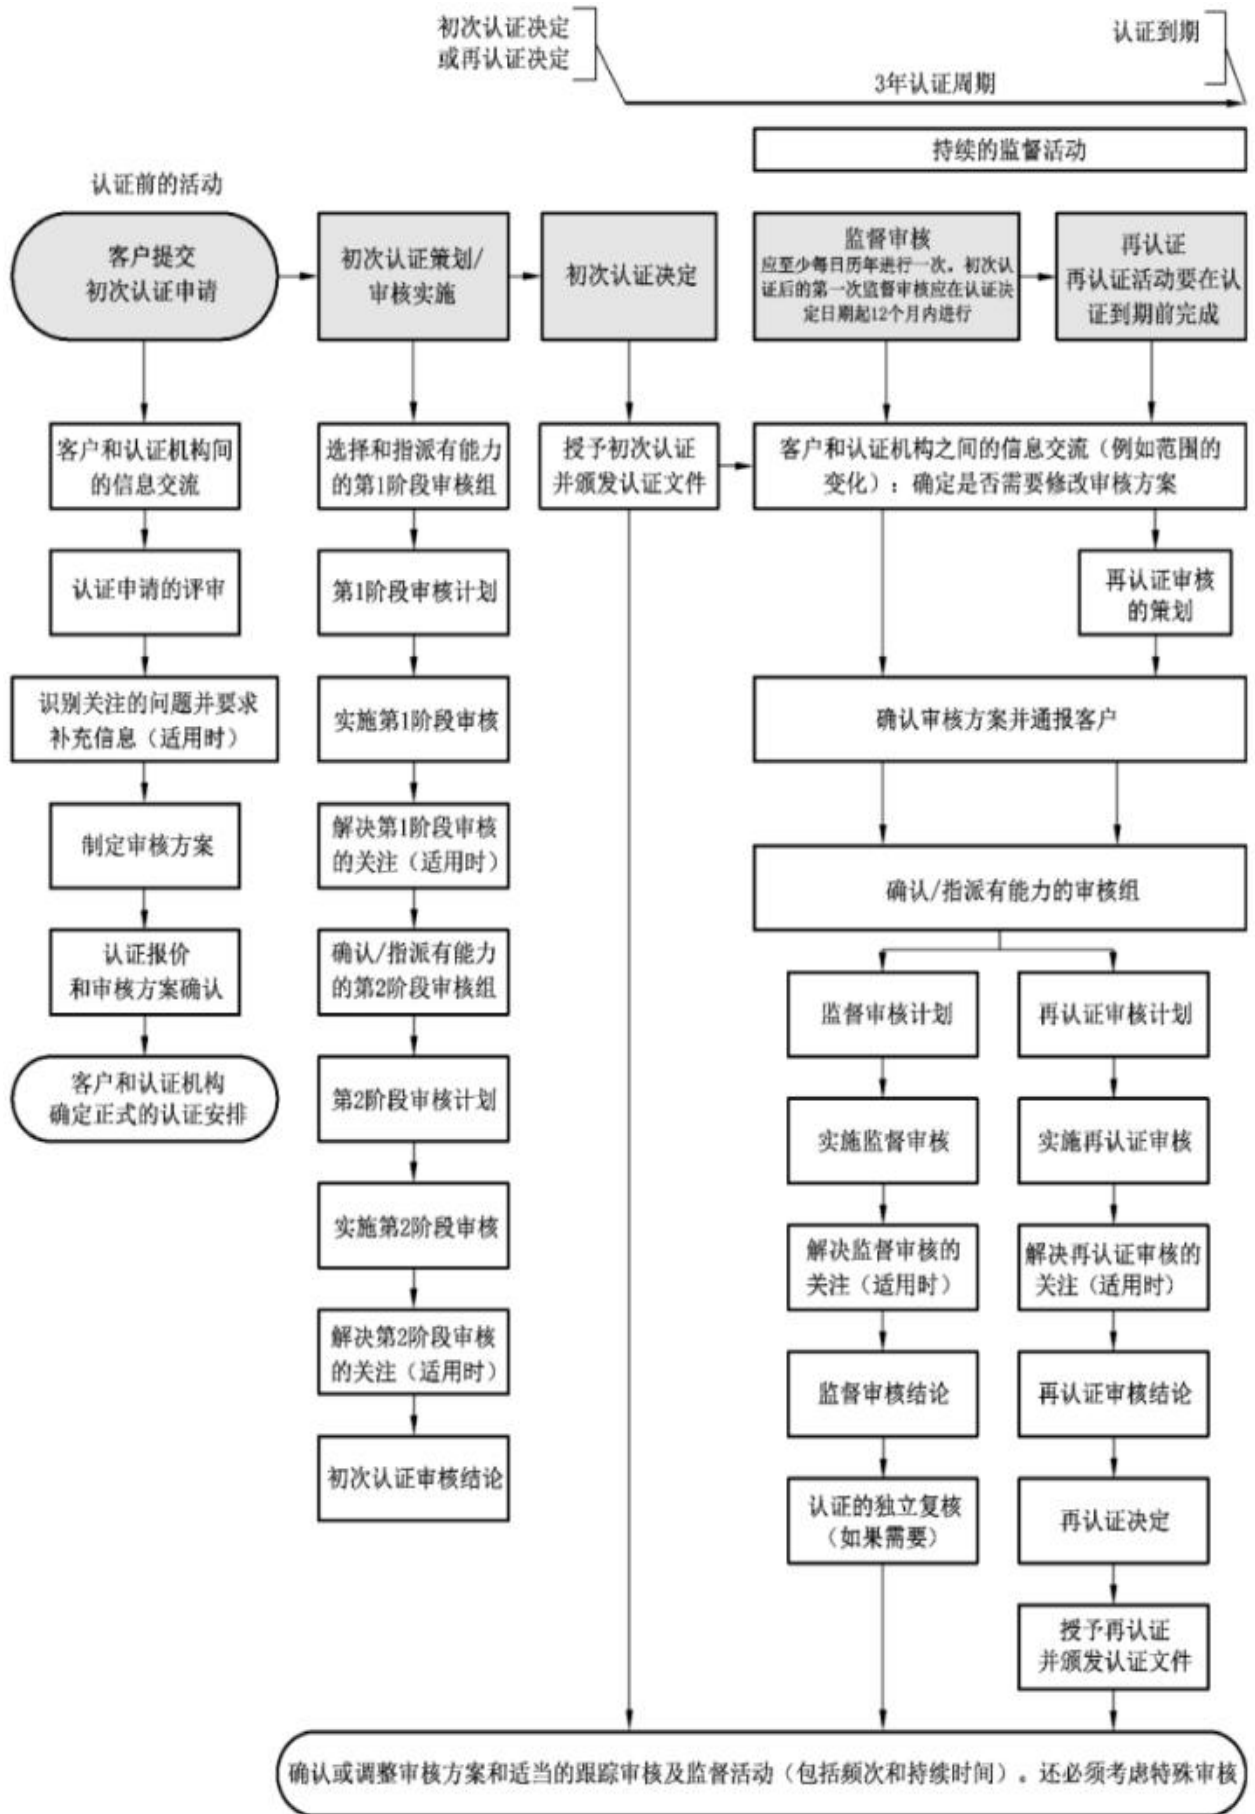 初次认证决定
或再认证决定
认证到期
3年认证周期
持续的监督活动
认证前的活动
客户提交
初次认证申请
初次认证策划/
审核实施
初次认证决定
监督审核
应至少每日历年进行一次。初次认
证后的第一次监督审核应在认证决
定日期起12个月内进行
再认证
再认证活动要在认
证到期前完成
客户和认证机构间
的信息交流
认证申请的评审
识别关注的问题并要求
补充信息（适用时）
制定审核方案
认证报价
和审核方案确认
客户和认证机构
确定正式的认证安排
选择和指派有能力
的第1阶段审核组
第1阶段审核计划
实施第1阶段审核
解决第1阶段审核
的关注（适用时）
确认/指派有能力
的第2阶段审核组
第2阶段审核计划
实施第2阶段审核
解决第2阶段审核
的关注（适用时）
初次认证审核结论
授予初次认证
并颁发认证文件
客户和认证机构之间的信息交流（例如范围的
变化）：确定是否需要修改审核方案
再认证审核
的策划
确认审核方案并通报客户
确认/指派有能力的审核组
监督审核计划
实施监督审核
解决监督审核的
关注（适用时）
监督审核结论
认证的独立复核
（如果需要）
再认证审核计划
实施再认证审核
解决再认证审核的
关注（适用时）
再认证审核结论
再认证决定
授予再认证
并颁发认证文件
确认或调整审核方案和适当的跟踪审核及监督活动（包括频次和持续时间）。还必须考虑特殊审核